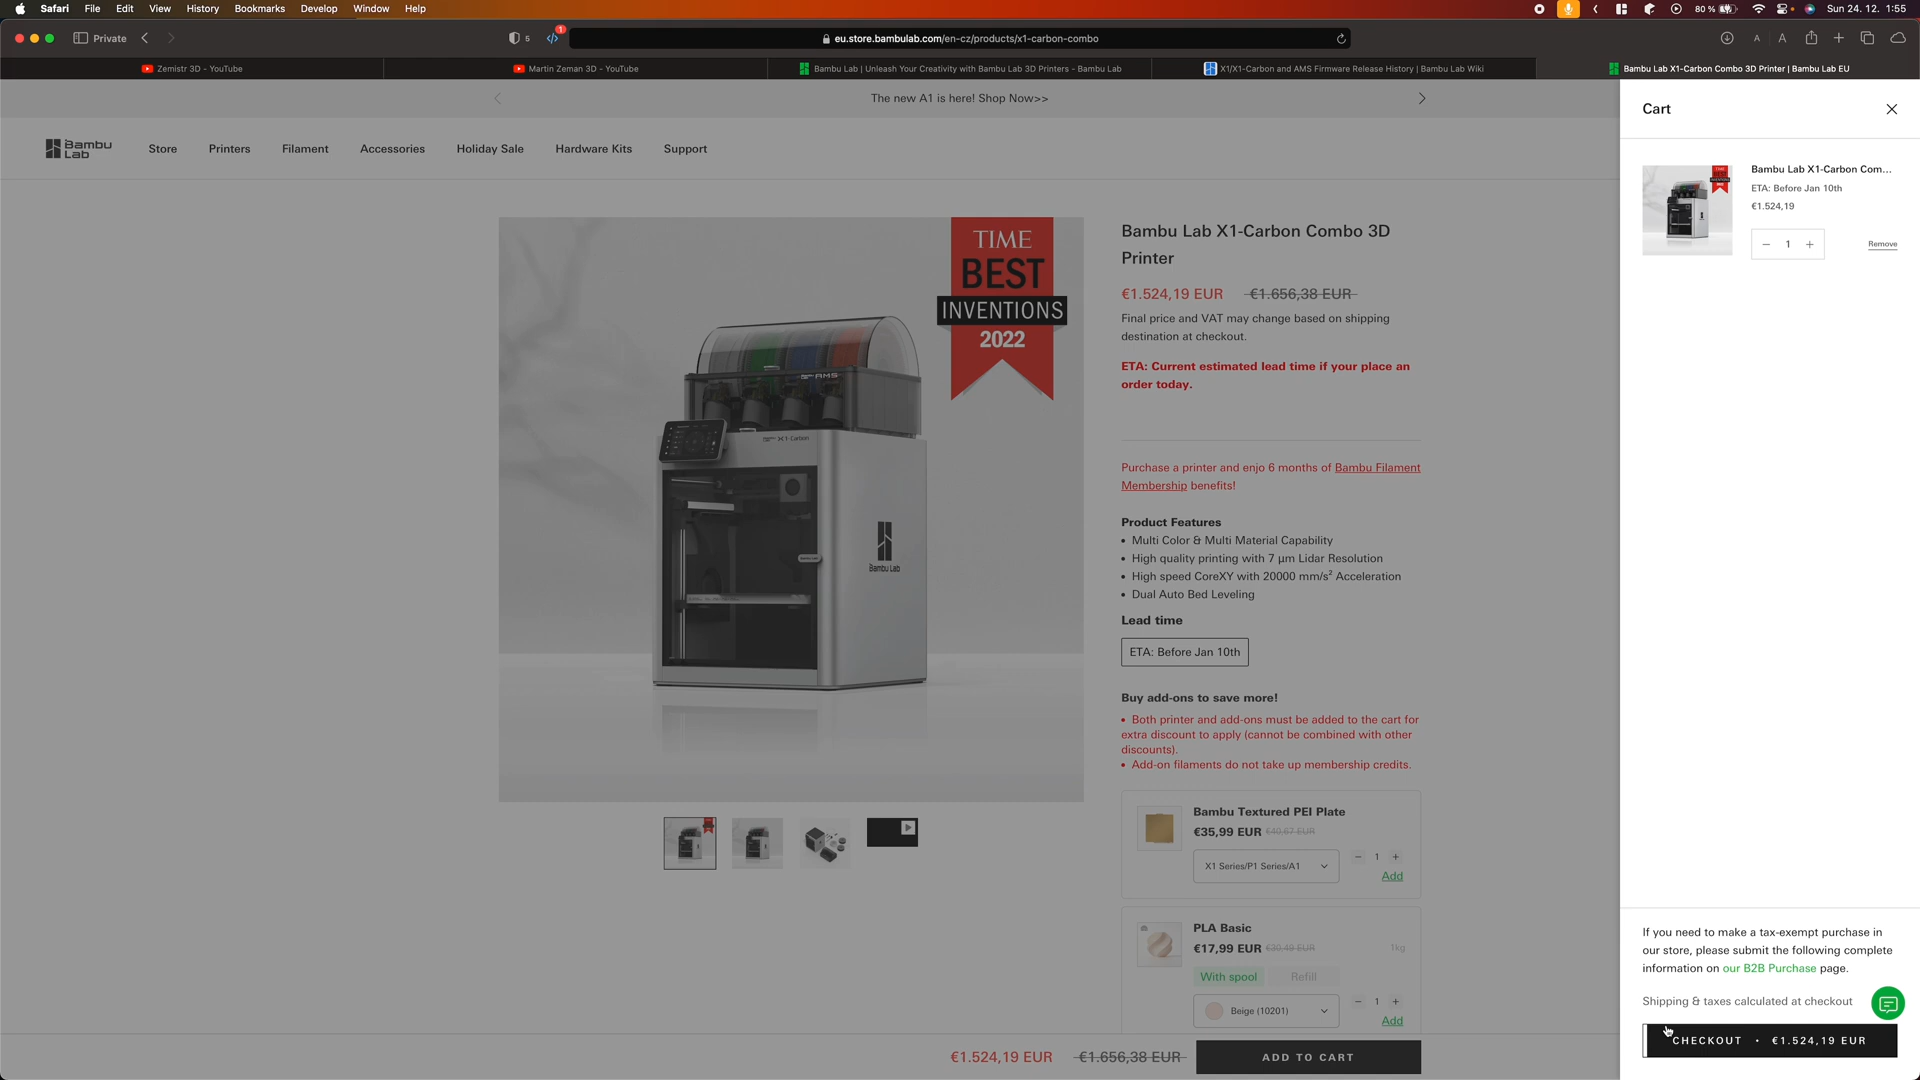 Safari File Edit View History Bookmarks Develop Window Help
80 % Sun 24. 12. 1:55
Private
5
1
eu.store.bambulab.com/en-cz/products/x1-carbon-combo
A A
Zemistr 3D - YouTube
Martin Zeman 3D - YouTube
Bambu Lab | Unleash Your Creativity with Bambu Lab 3D Printers - Bambu Lab
X1/X1-Carbon and AMS Firmware Release History | Bambu Lab Wiki
Bambu Lab X1-Carbon Combo 3D Printer | Bambu Lab EU
The new A1 is here! Shop Now>>
Bambu
Lab
Store Printers Filament Accessories Holiday Sale Hardware Kits Support
TIME
BEST
INVENTIONS
2022
AMS
X1-Carbon
Bambu Lab
Bambu Lab X1-Carbon Combo 3D
Printer
€1.524,19 EUR €1.656,38 EUR
Final price and VAT may change based on shipping
destination at checkout.
ETA: Current estimated lead time if your place an
order today.
Purchase a printer and enjo 6 months of Bambu Filament
Membership benefits!
Product Features
• Multi Color & Multi Material Capability
• High quality printing with 7 μm Lidar Resolution
• High speed CoreXY with 20000 mm/s² Acceleration
• Dual Auto Bed Leveling
Lead time
ETA: Before Jan 10th
Buy add-ons to save more!
• Both printer and add-ons must be added to the cart for
extra discount to apply (cannot be combined with other
discounts).
• Add-on filaments do not take up membership credits.
Bambu Textured PEI Plate
€35,99 EUR €40,67 EUR
X1 Series/P1 Series/A1 − 1 +
Add
PLA Basic
€17,99 EUR €30,49 EUR 1kg
With spool Refill
Beige (10201) − 1 +
Add
€1.524,19 EUR €1.656,38 EUR ADD TO CART
Cart
TIME
BEST
INVENTIONS
2022
Bambu Lab X1-Carbon Com...
ETA: Before Jan 10th
€1.524,19
− 1 + Remove
If you need to make a tax-exempt purchase in
our store, please submit the following complete
information on our B2B Purchase page.
Shipping & taxes calculated at checkout
CHECKOUT • €1.524,19 EUR